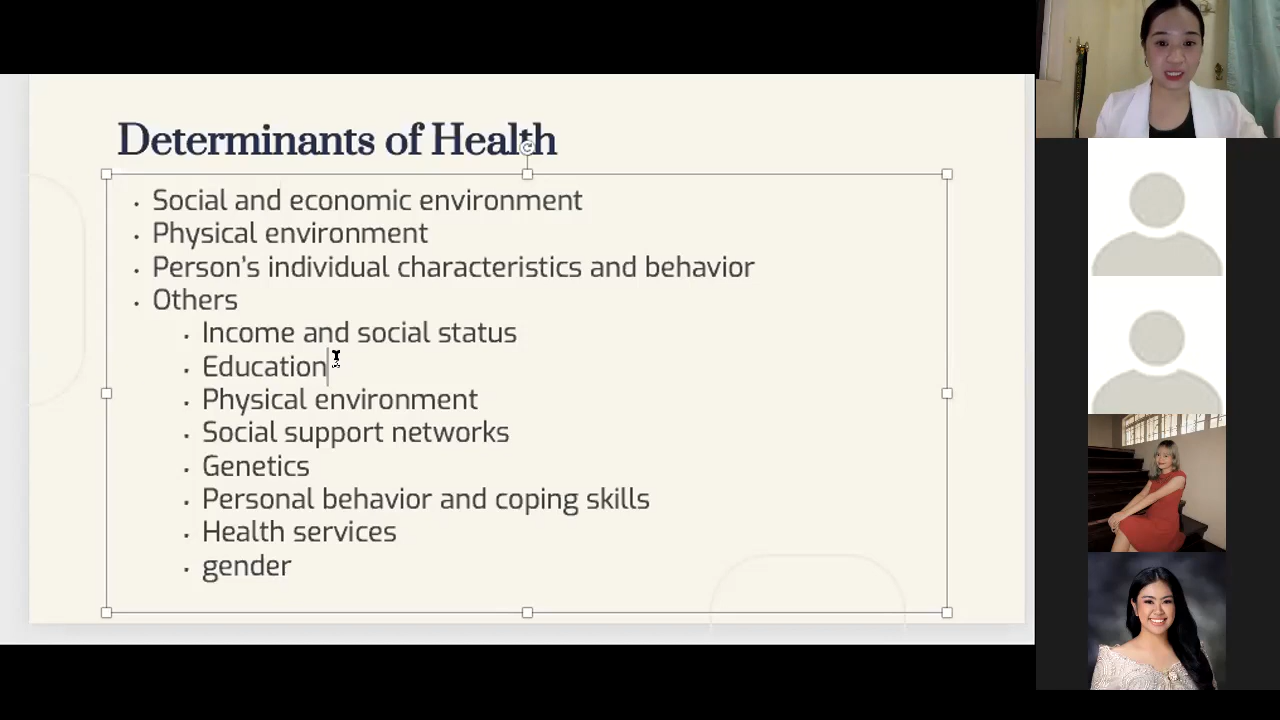 Determinants of Health
• Social and economic environment
• Physical environment
• Person's individual characteristics and behavior
• Others
• Income and social status
• Education
• Physical environment
• Social support networks
• Genetics
• Personal behavior and coping skills
• Health services
• gender